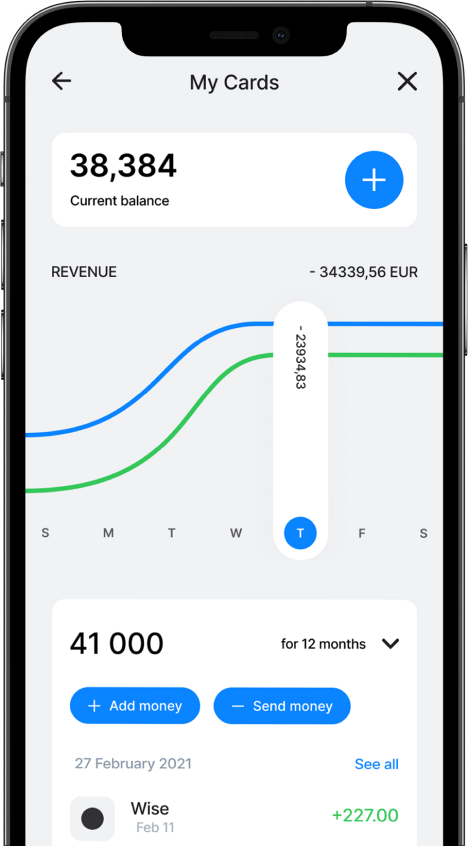 My Cards
38,384
Current balance
REVENUE - 34339,56 EUR
- 23934,83
S M T W T F S
41 000 for 12 months
+ Add money — Send money
27 February 2021 See all
Wise +227.00
Feb 11